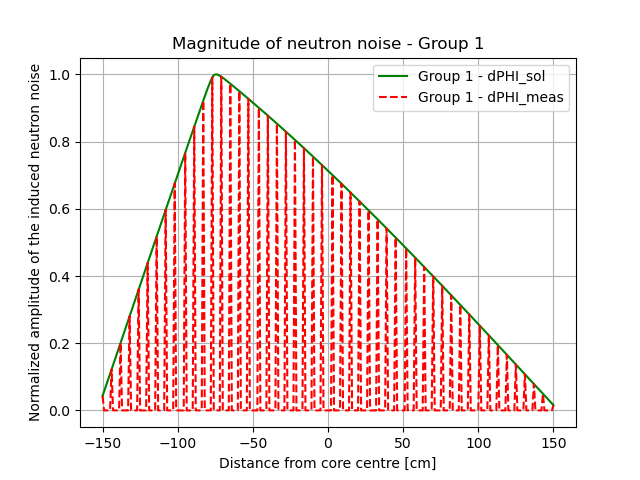 Magnitude of neutron noise - Group 1
Normalized amplitude of the induced neutron noise
1.0
0.8
0.6
0.4
0.2
0.0
Group 1 - dPHI_sol
Group 1 - dPHI_meas
−150
−100
−50
0
50
100
150
Distance from core centre [cm]